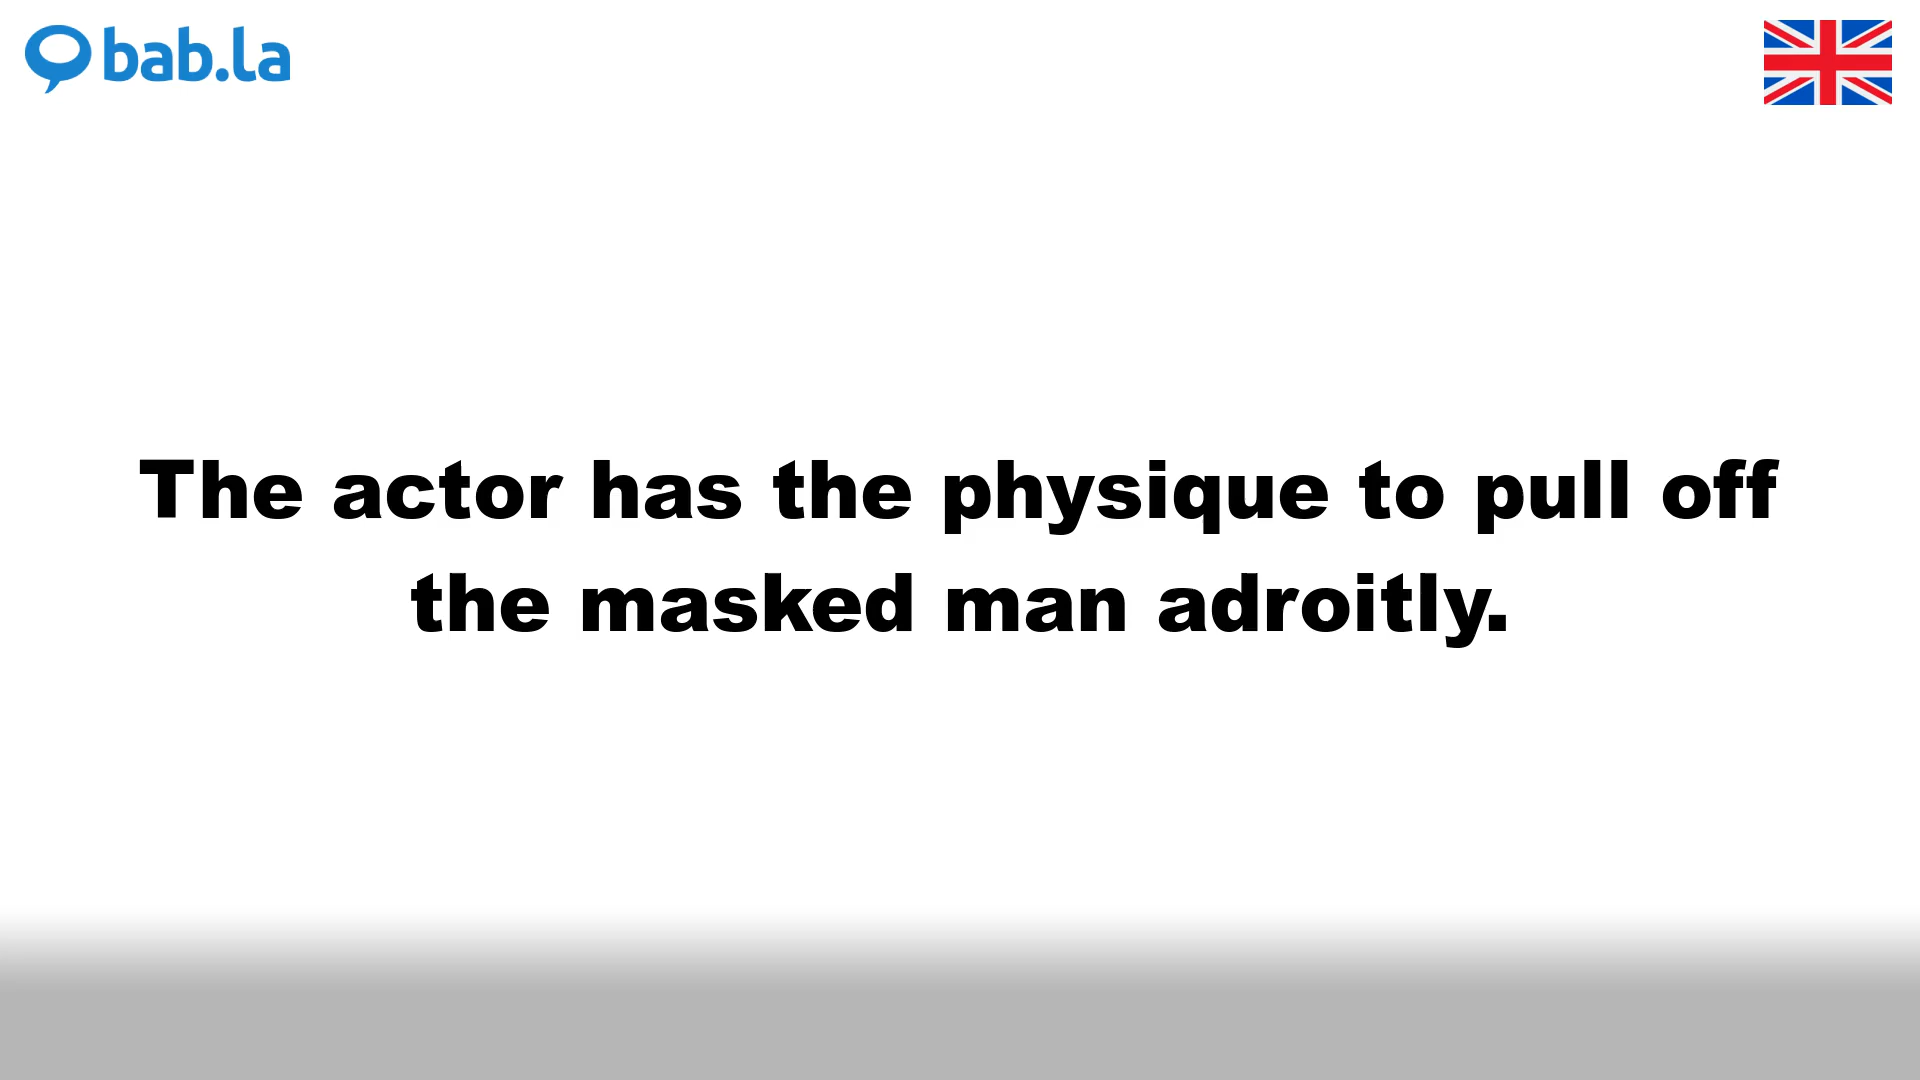 bab.la
The actor has the physique to pull off
the masked man adroitly.